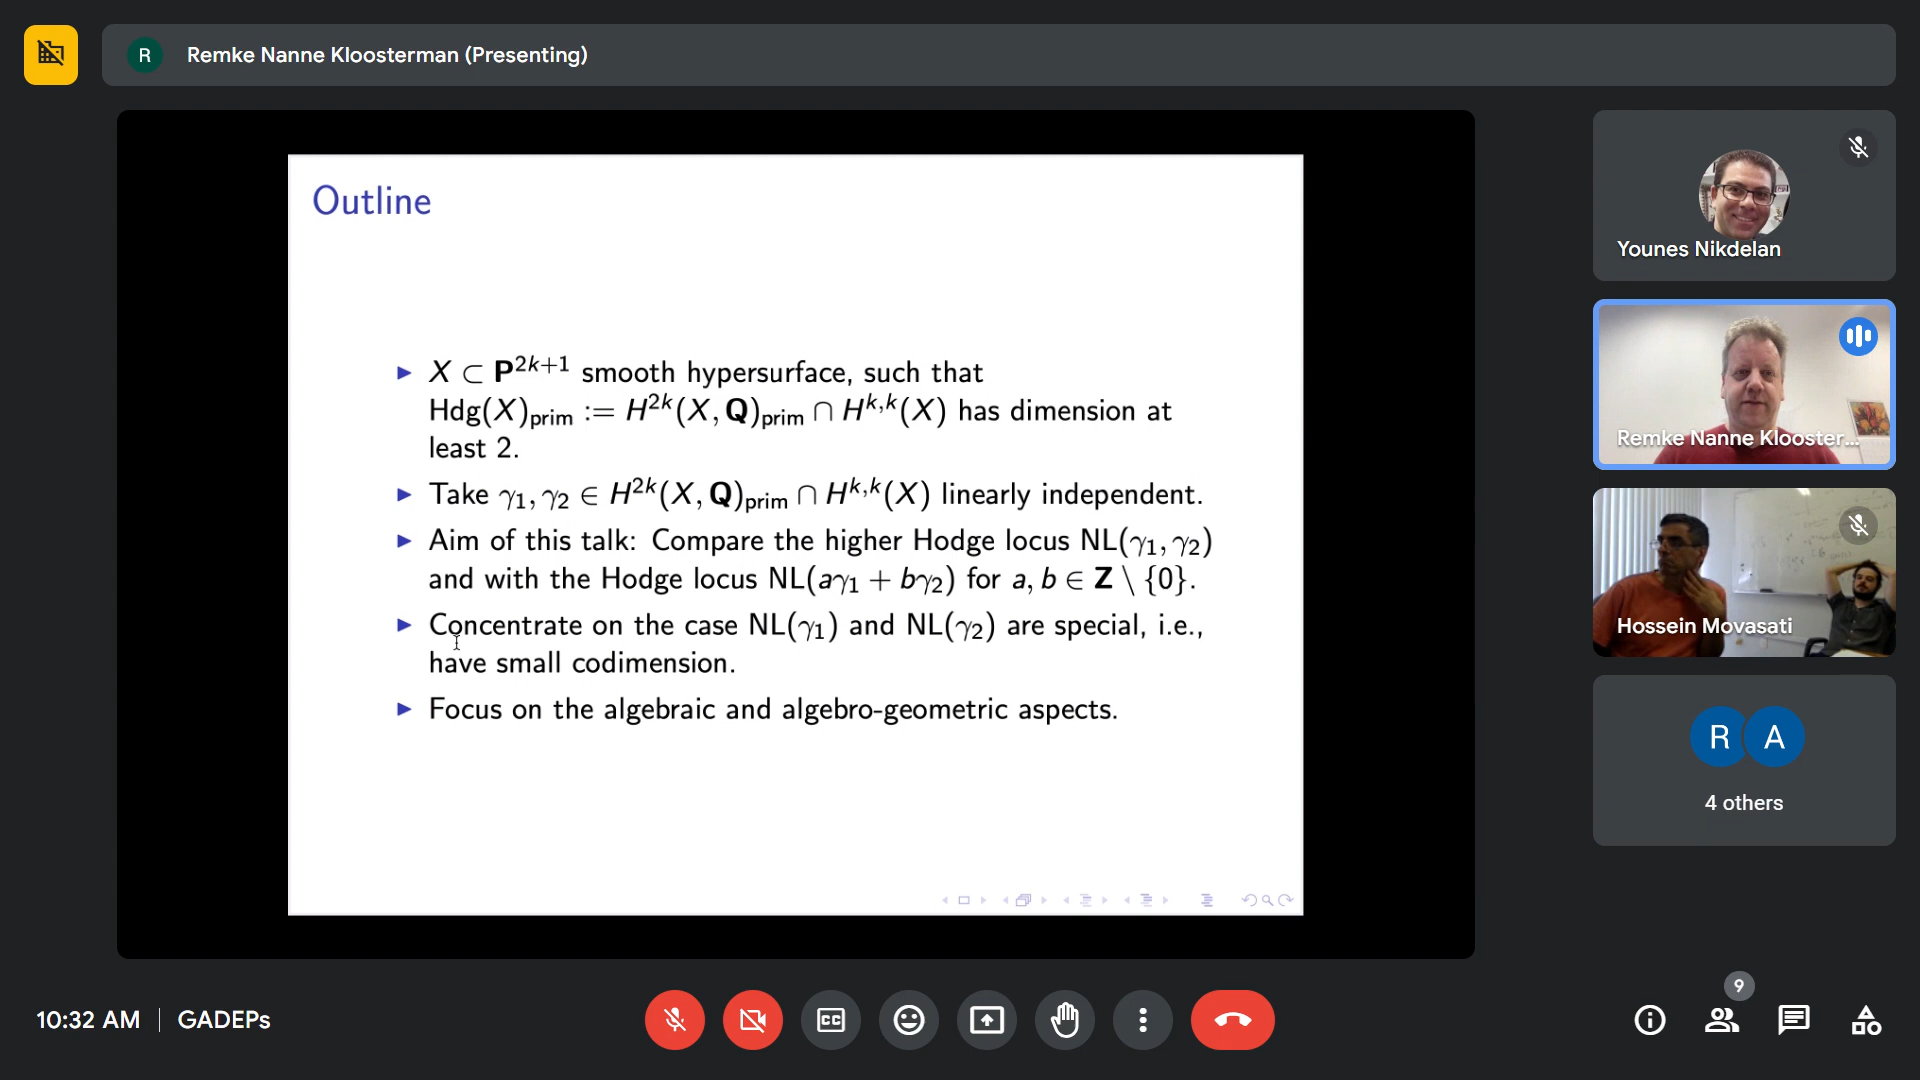 R Remke Nanne Kloosterman (Presenting)
Outline
▶ X ⊂ P^{2k+1} smooth hypersurface, such that
Hdg(X)_{prim} := H^{2k}(X, Q)_{prim} ∩ H^{k,k}(X) has dimension at
least 2.
▶ Take γ₁, γ₂ ∈ H^{2k}(X, Q)_{prim} ∩ H^{k,k}(X) linearly independent.
▶ Aim of this talk: Compare the higher Hodge locus NL(γ₁, γ₂)
and with the Hodge locus NL(aγ₁ + bγ₂) for a, b ∈ Z \ {0}.
▶ Concentrate on the case NL(γ₁) and NL(γ₂) are special, i.e.,
have small codimension.
▶ Focus on the algebraic and algebro-geometric aspects.
Younes Nikdelan
Remke Nanne Klooster...
Hossein Movasati
R A
4 others
10:32 AM | GADEPs
CC
9